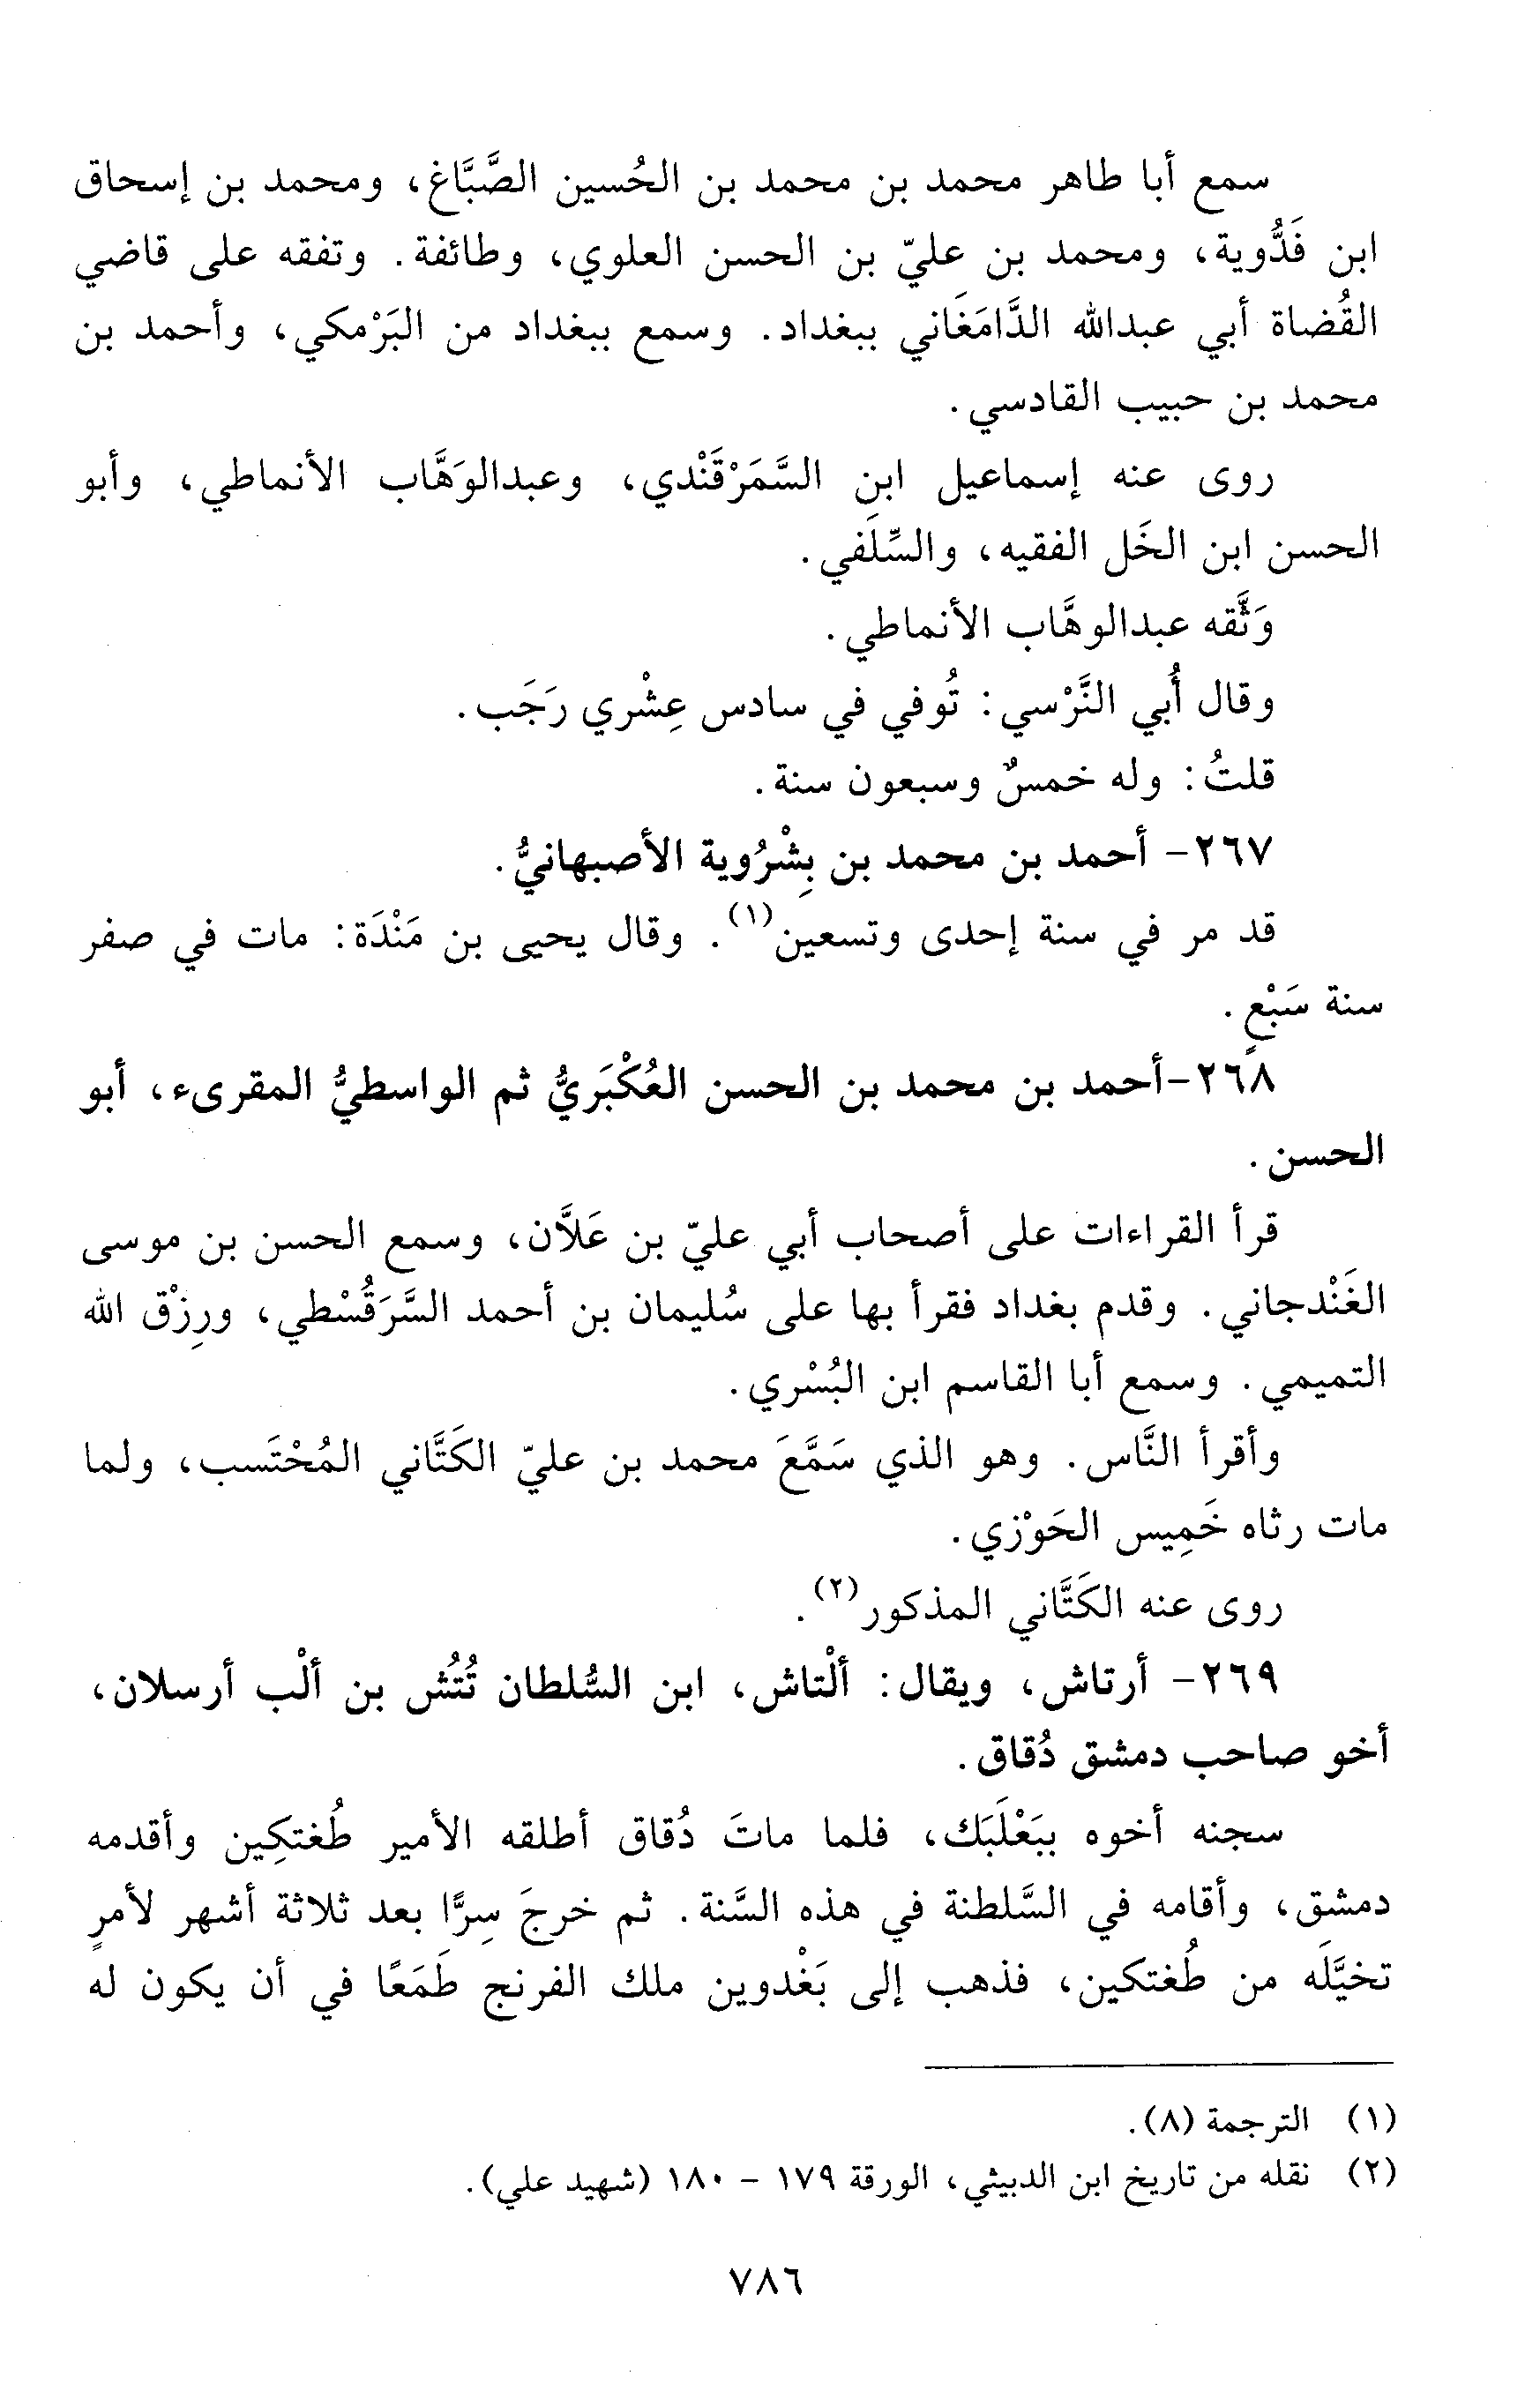 سمع أبا طاهر محمد بن محمد بن الحُسين الصَّبَّاغ، ومحمد بن إسحاق
ابن فَدُّوية، ومحمد بن عليّ بن الحسن العلوي، وطائفة. وتفقه على قاضي
القُضاة أبي عبدالله الدَّامَغَاني ببغداد. وسمع ببغداد من البَرْمكي، وأحمد بن
محمد بن حبيب القادسي.
روى عنه إسماعيل ابن السَّمَرْقَنْدي، وعبدالوَهَّاب الأنماطي، وأبو
الحسن ابن الخَل الفقيه، والسِّلَفي.
وَثَّقه عبدالوهَّاب الأنماطي.
وقال أُبي النَّرْسي: تُوفي في سادس عِشْري رَجَب.
قلتُ: وله خمسٌ وسبعون سنة.
٢٦٧- أحمد بن محمد بن بِشْرُوية الأصبهانيُّ.
قد مر في سنة إحدى وتسعين(١). وقال يحيى بن مَنْدَة: مات في صفر
سنة سَبْعٍ.
٢٦٨-أحمد بن محمد بن الحسن العُكْبَريُّ ثم الواسطيُّ المقرىء، أبو
الحسن.
قرأ القراءات على أصحاب أبي عليّ بن عَلاَّن، وسمع الحسن بن موسى
الغَنْدجاني. وقدم بغداد فقرأ بها على سُليمان بن أحمد السَّرَقُسْطي، ورِزْق الله
التميمي. وسمع أبا القاسم ابن البُسْري.
وأقرأ النَّاس. وهو الذي سَمَّعَ محمد بن عليّ الكَتَّاني المُحْتَسب، ولما
مات رثاه خَمِيس الحَوْزي.
روى عنه الكَتَّاني المذكور(٢).
٢٦٩- أرتاش، ويقال: ألْتاش، ابن السُّلطان تُتُش بن ألْب أرسلان،
أخو صاحب دمشق دُقاق.
سجنه أخوه ببَعْلَبَك، فلما ماتَ دُقاق أطلقه الأمير طُغتكِين وأقدمه
دمشق، وأقامه في السَّلطنة في هذه السَّنة. ثم خرجَ سِرًّا بعد ثلاثة أشهر لأمرٍ
تخيَّلَه من طُغتكين، فذهب إلى بَغْدوين ملك الفرنج طَمَعًا في أن يكون له
(١) الترجمة (٨).
(٢) نقله من تاريخ ابن الدبيثي، الورقة ١٧٩ - ١٨٠ (شهيد علي).
٧٨٦